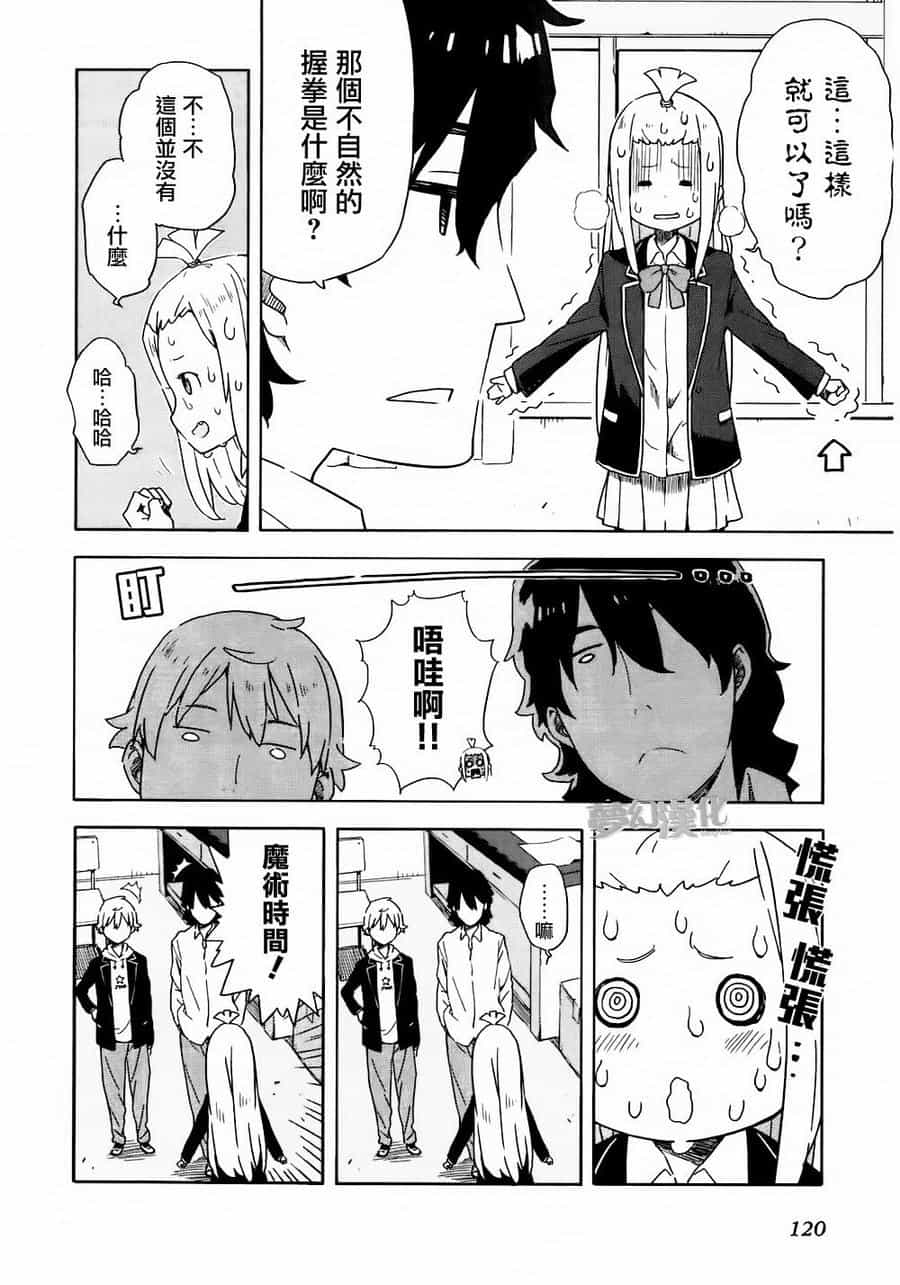 這…這樣
就可以了嗎？
那個不自然的
握拳是什麼啊？
不…不
這個並沒有
…什麼
哈…哈哈
盯
唔哇啊!!
夢幻漢化
慌張
慌張…
……嘛
魔術時間！
120